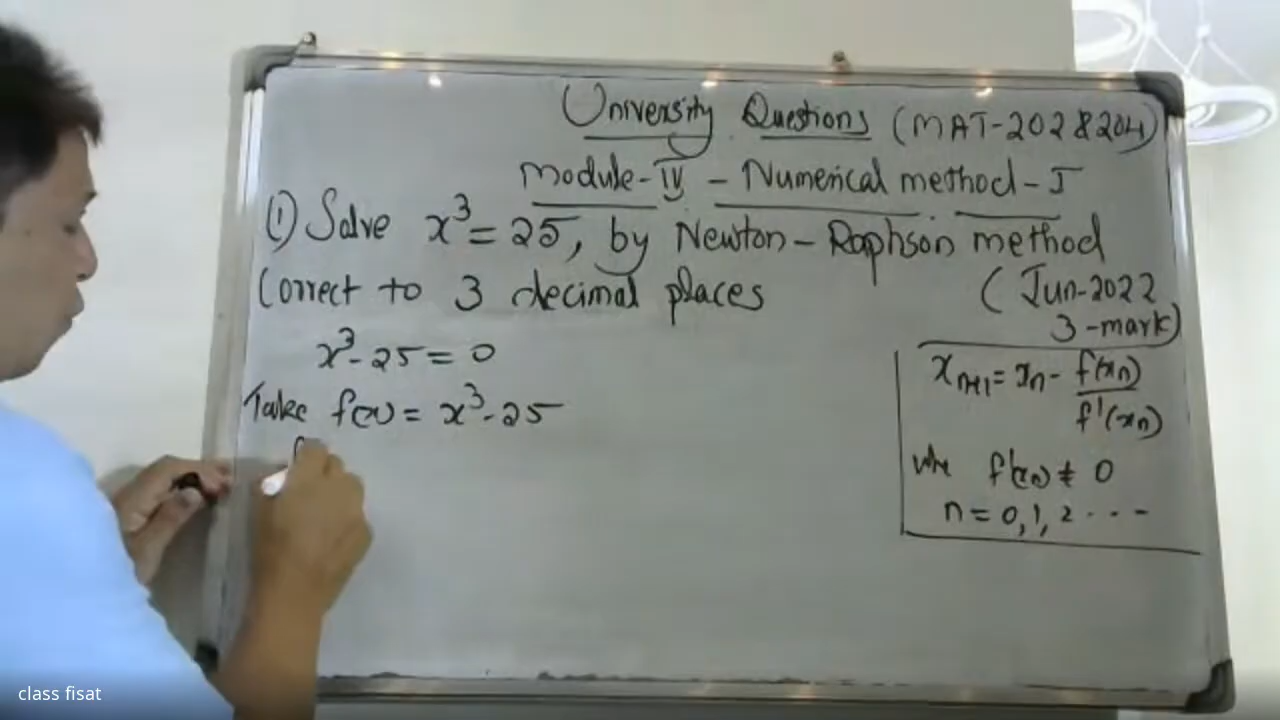 University Questions (MAT-202 & 204)
Module-IV - Numerical method-I
① Solve x³ = 25, by Newton-Raphson method
Correct to 3 decimal places
(Jun-2022
3-mark)
x³-25 = 0
Take f(x) = x³-25
f
xₙ₊₁ = xₙ - f(xₙ)
f'(xₙ)
f'(xₙ) ≠ 0
n = 0, 1, 2 - - - -
class fisat